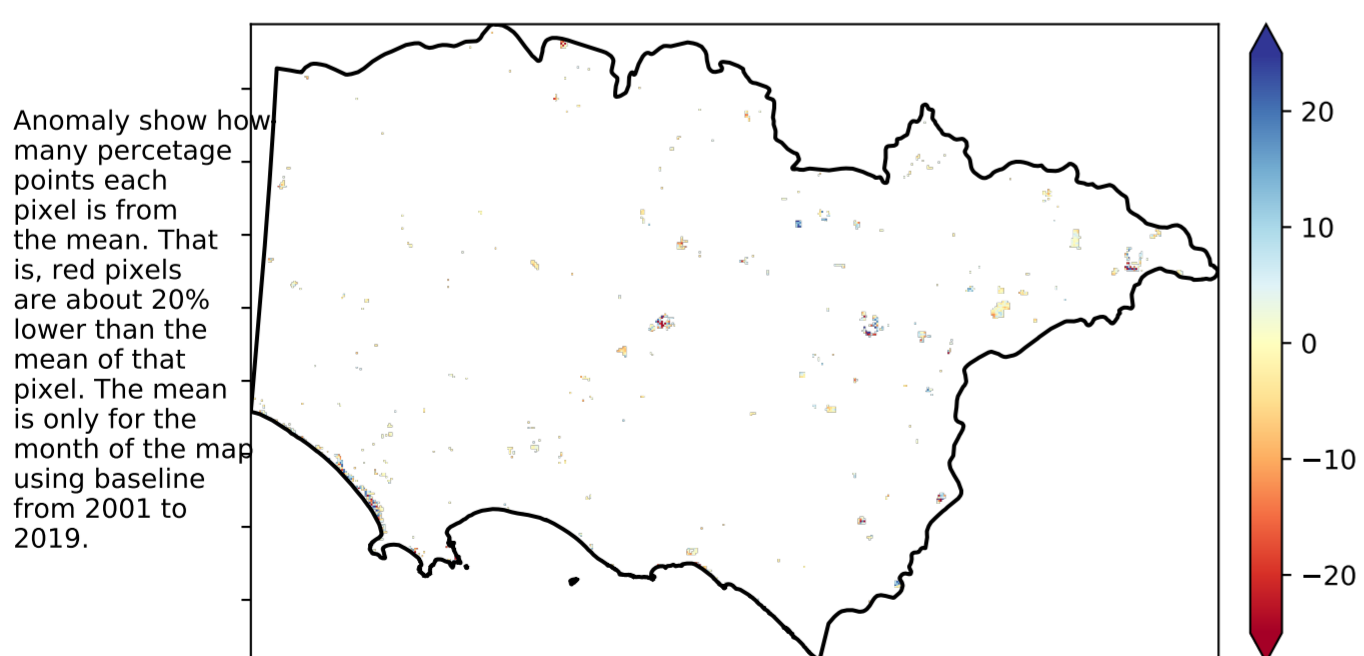 Anomaly show how
many percetage
points each
pixel is from
the mean. That
is, red pixels
are about 20%
lower than the
mean of that
pixel. The mean
is only for the
month of the map
using baseline
from 2001 to
2019.
20
10
0
−10
−20